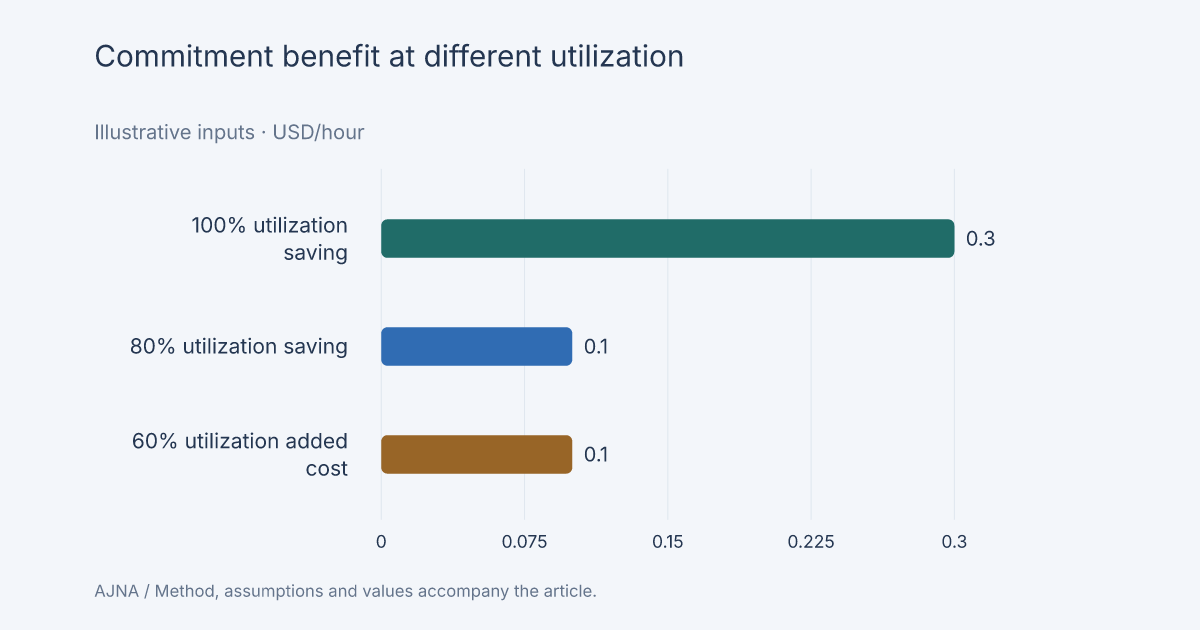 Commitment benefit at different utilization
Illustrative inputs · USD/hour
100% utilization
saving
0.3
80% utilization saving
0.1
60% utilization added
cost
0.1
0
0.075
0.15
0.225
0.3
AJNA / Method, assumptions and values accompany the article.